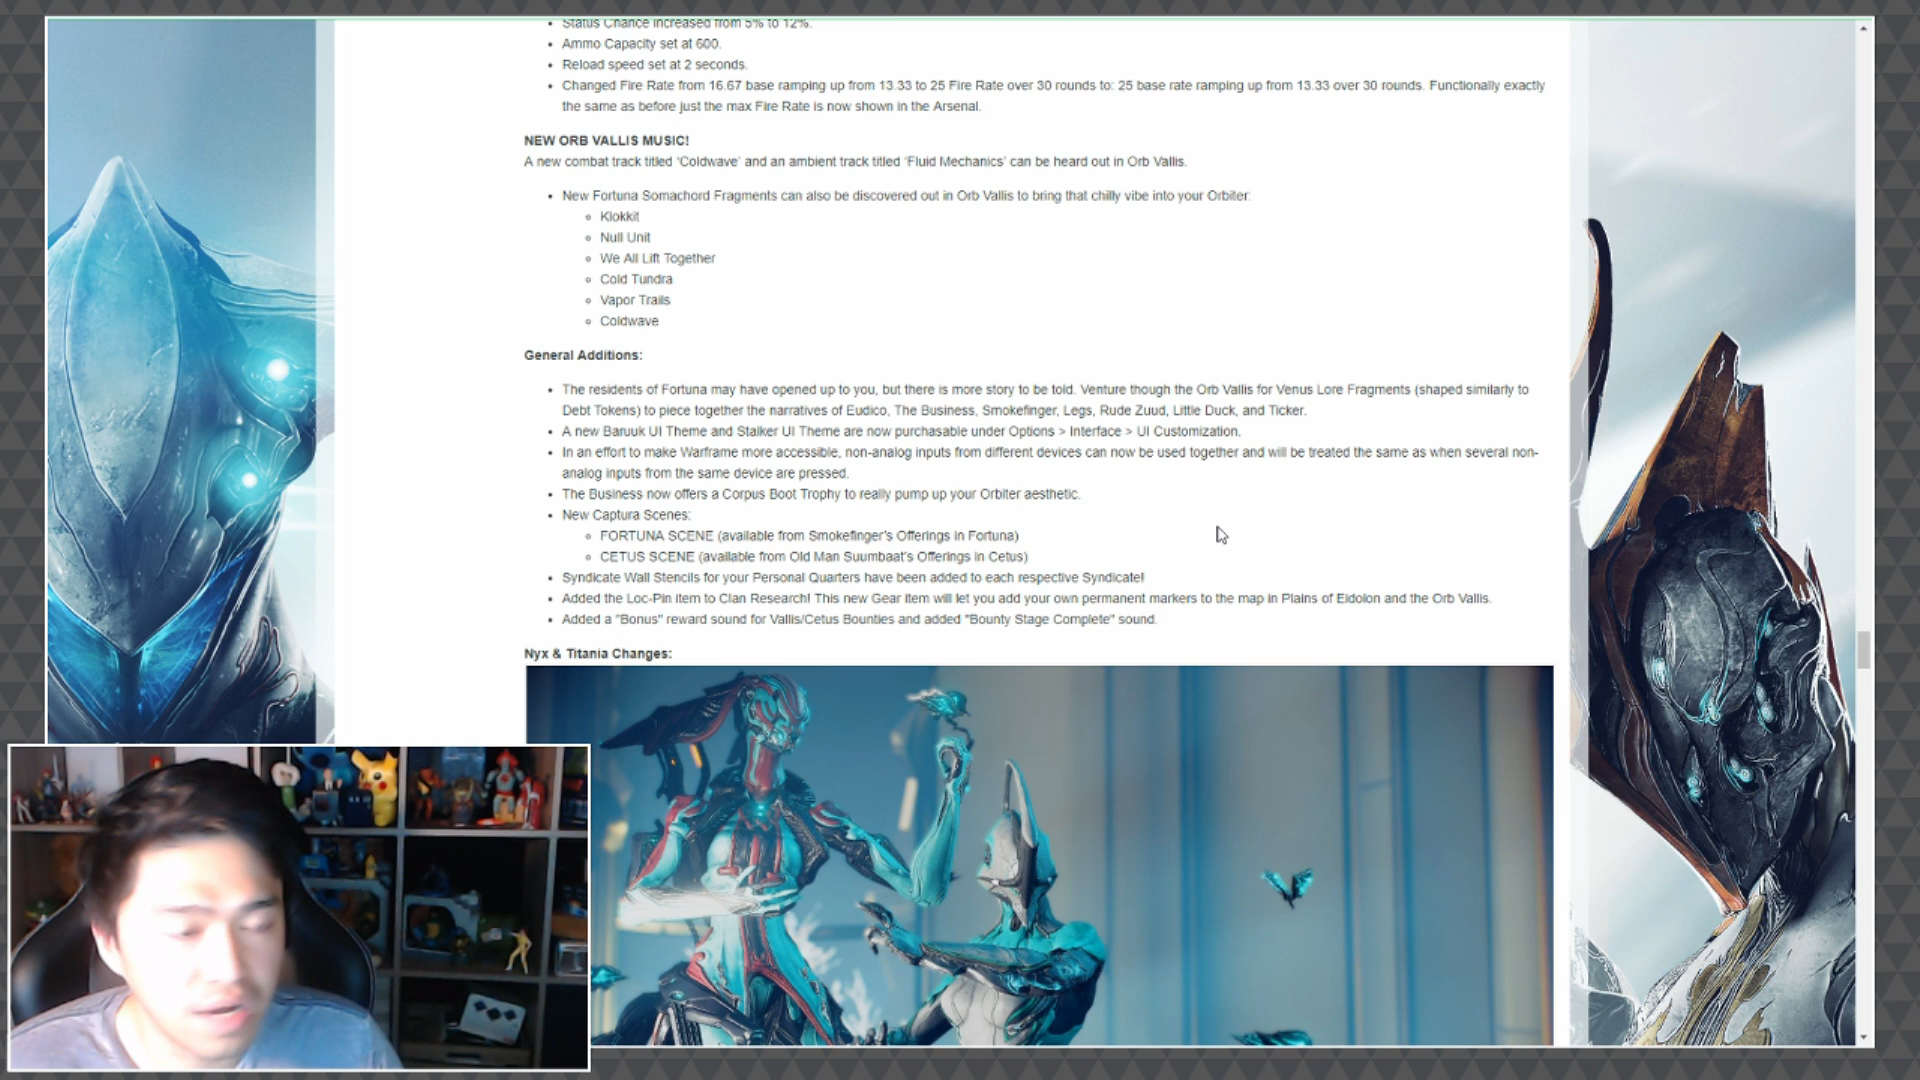 Status Chance increased from 5% to 12%.
Ammo Capacity set at 600.
Reload speed set at 2 seconds.
Changed Fire Rate from 16.67 base ramping up from 13.33 to 25 Fire Rate over 30 rounds to: 25 base rate ramping up from 13.33 over 30 rounds. Functionally exactly
the same as before just the max Fire Rate is now shown in the Arsenal.
NEW ORB VALLIS MUSIC!
A new combat track titled ‘Coldwave’ and an ambient track titled ‘Fluid Mechanics’ can be heard out in Orb Vallis.
New Fortuna Somachord Fragments can also be discovered out in Orb Vallis to bring that chilly vibe into your Orbiter:
Klokkit
Null Unit
We All Lift Together
Cold Tundra
Vapor Trails
Coldwave
General Additions:
The residents of Fortuna may have opened up to you, but there is more story to be told. Venture though the Orb Vallis for Venus Lore Fragments (shaped similarly to
Debt Tokens) to piece together the narratives of Eudico, The Business, Smokefinger, Legs, Rude Zuud, Little Duck, and Ticker.
A new Baruuk UI Theme and Stalker UI Theme are now purchasable under Options > Interface > UI Customization.
In an effort to make Warframe more accessible, non-analog inputs from different devices can now be used together and will be treated the same as when several non-
analog inputs from the same device are pressed.
The Business now offers a Corpus Boot Trophy to really pump up your Orbiter aesthetic.
New Captura Scenes:
FORTUNA SCENE (available from Smokefinger's Offerings in Fortuna)
CETUS SCENE (available from Old Man Suumbaat's Offerings in Cetus)
Syndicate Wall Stencils for your Personal Quarters have been added to each respective Syndicate!
Added the Loc-Pin item to Clan Research! This new Gear item will let you add your own permanent markers to the map in Plains of Eidolon and the Orb Vallis.
Added a "Bonus" reward sound for Vallis/Cetus Bounties and added "Bounty Stage Complete" sound.
Nyx & Titania Changes: